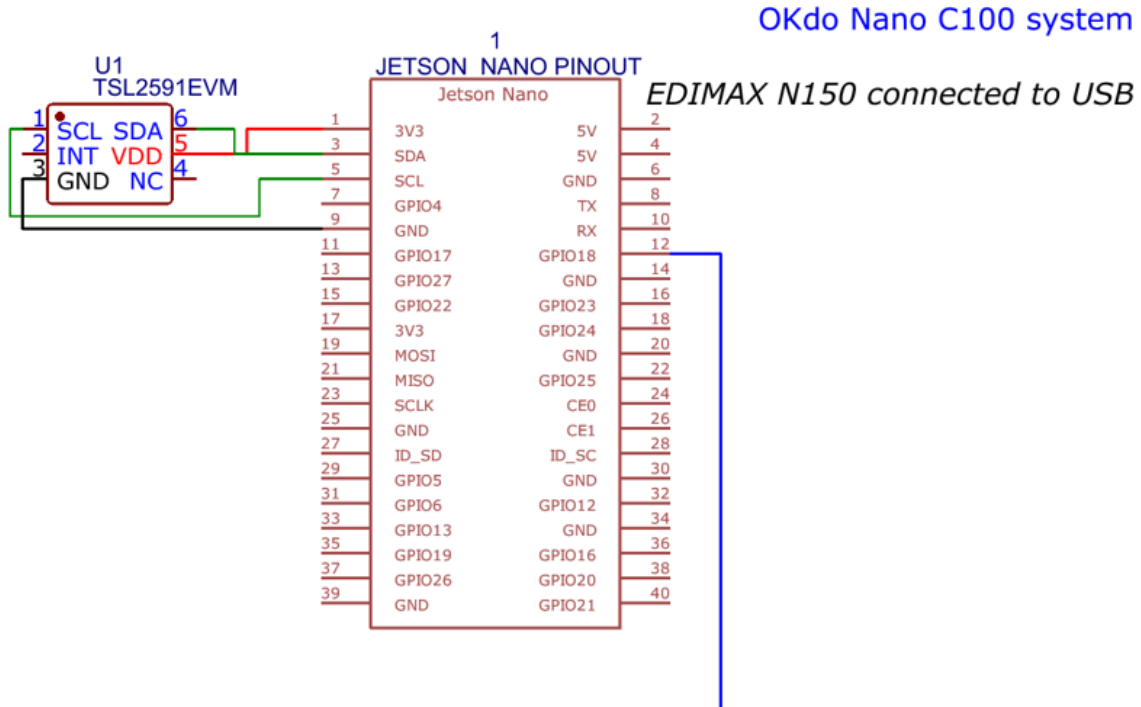 OKdo Nano C100 system
1
U1
TSL2591EVM
JETSON NANO PINOUT
Jetson Nano
EDIMAX N150 connected to USB
1 SCL SDA 6
2 INT VDD 5
3 GND NC 4
1 3V3 5V 2
3 SDA 5V 4
5 SCL GND 6
7 GPIO4 TX 8
9 GND RX 10
11 GPIO17 GPIO18 12
13 GPIO27 GND 14
15 GPIO22 GPIO23 16
17 3V3 GPIO24 18
19 MOSI GND 20
21 MISO GPIO25 22
23 SCLK CE0 24
25 GND CE1 26
27 ID_SD ID_SC 28
29 GPIO5 GND 30
31 GPIO6 GPIO12 32
33 GPIO13 GND 34
35 GPIO19 GPIO16 36
37 GPIO26 GPIO20 38
39 GND GPIO21 40